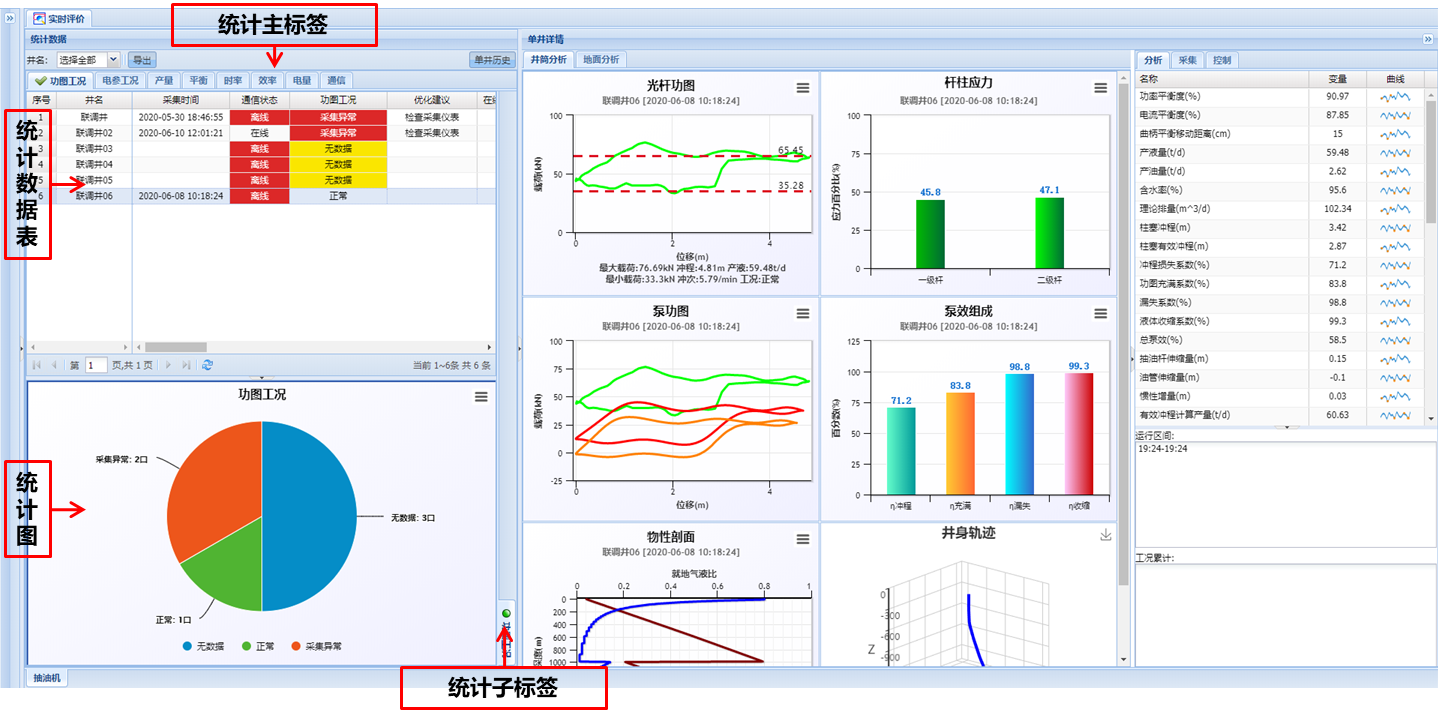 实时评价
统计主标签
统计数据
井名: 选择全部 导出 单井历史
功图工况 电参工况 产量 平衡 时率 效率 电量 通信
序号 井名 采集时间 通信状态 功图工况 优化建议
1 联调井 2020-05-30 18:46:55 离线 采集异常 检查采集仪表
2 联调井02 2020-06-10 12:01:21 在线 采集异常 检查采集仪表
3 联调井03 离线 无数据
4 联调井04 离线 无数据
5 联调井05 离线 无数据
6 联调井06 2020-06-08 10:18:24 离线 正常
统计数据表
第 1 页,共 1 页 当前 1~6条 共 6 条
功图工况
采集异常: 2口
无数据: 3口
正常: 1口
无数据 正常 采集异常
统计图
统计子标签
抽油机
单井详情
井筒分析 地面分析
光杆功图
联调井06 [2020-06-08 10:18:24]
载荷(kN)
100
50
0
65.45
35.28
0 2 4
位移(m)
最大载荷:76.69kN 冲程:4.81m 产液:59.48t/d
最小载荷:33.3kN 冲次:5.79/min 工况:正常
杆柱应力
联调井06 [2020-06-08 10:18:24]
应力百分比(%)
100
75
50
25
0
45.8 47.1
一级杆 二级杆
泵功图
联调井06 [2020-06-08 10:18:24]
载荷(kN)
100
75
50
25
0
-25
0 2 4
位移(m)
泵效组成
联调井06 [2020-06-08 10:18:24]
百分数(%)
125
100
75
50
25
0
71.2 83.8 98.8 99.3
η冲程 η充满 η漏失 η收缩
物性剖面
联调井06 [2020-06-08 10:18:24]
就地气液比
0 0.2 0.4 0.6 0.8 1
0
200
400
600
800
1000
井身轨迹
0
-300
-600
-900
Z
分析 采集 控制
名称 变量 曲线
功率平衡度(%) 90.97
电流平衡度(%) 87.85
曲柄平衡移动距离(cm) 15
产液量(t/d) 59.48
产油量(t/d) 2.62
含水率(%) 95.6
理论排量(m^3/d) 102.34
柱塞冲程(m) 3.42
柱塞有效冲程(m) 2.87
冲程损失系数(%) 71.2
功图充满系数(%) 83.8
漏失系数(%) 98.8
液体收缩系数(%) 99.3
总泵效(%) 58.5
抽油杆伸缩量(m) 0.15
油管伸缩量(m) -0.1
惯性增量(m) 0.03
有效冲程计算产量(t/d) 60.63
运行区间:
19:24-19:24
工况累计: